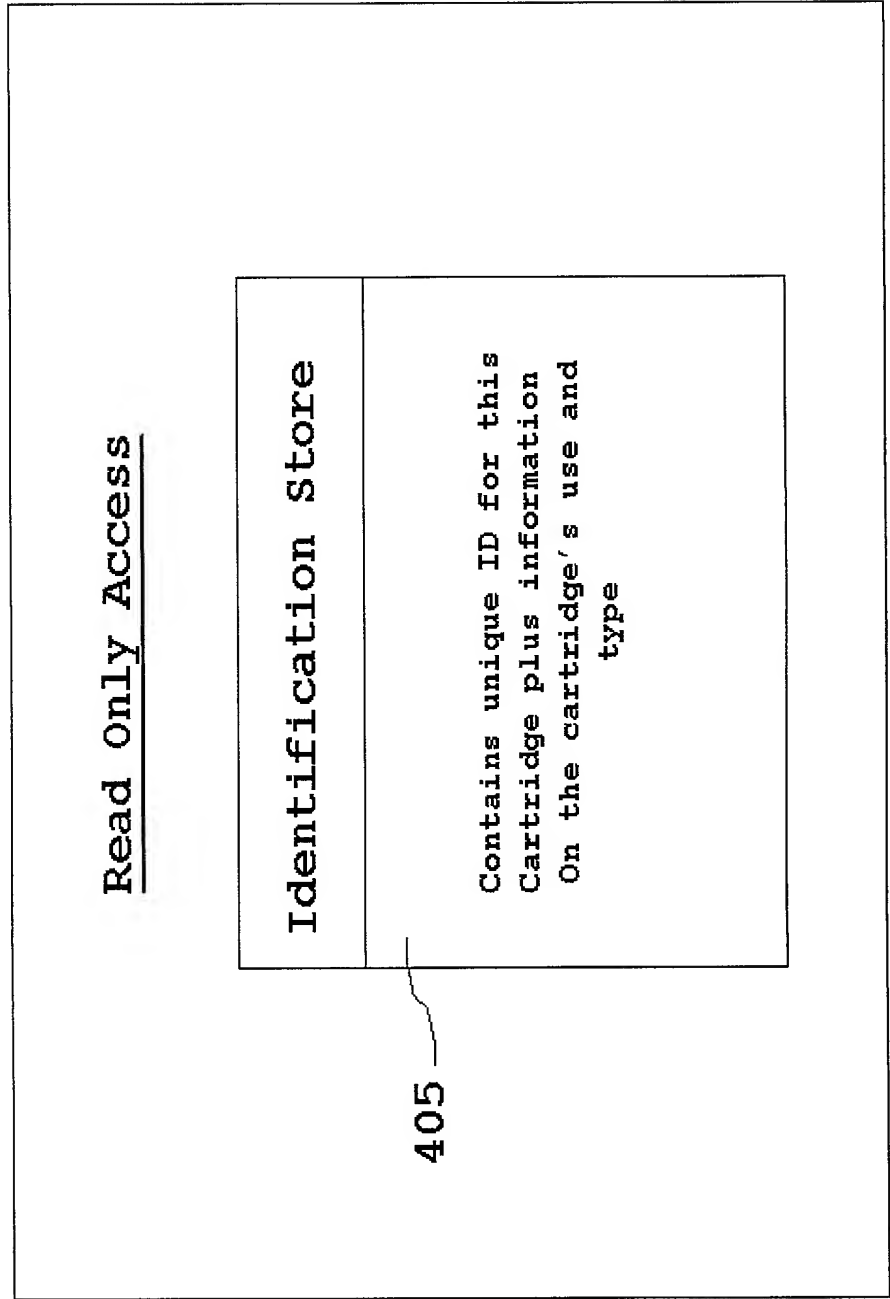 Read Only Access
Identification Store
405
Contains unique ID for this
Cartridge plus information
On the cartridge's use and
type